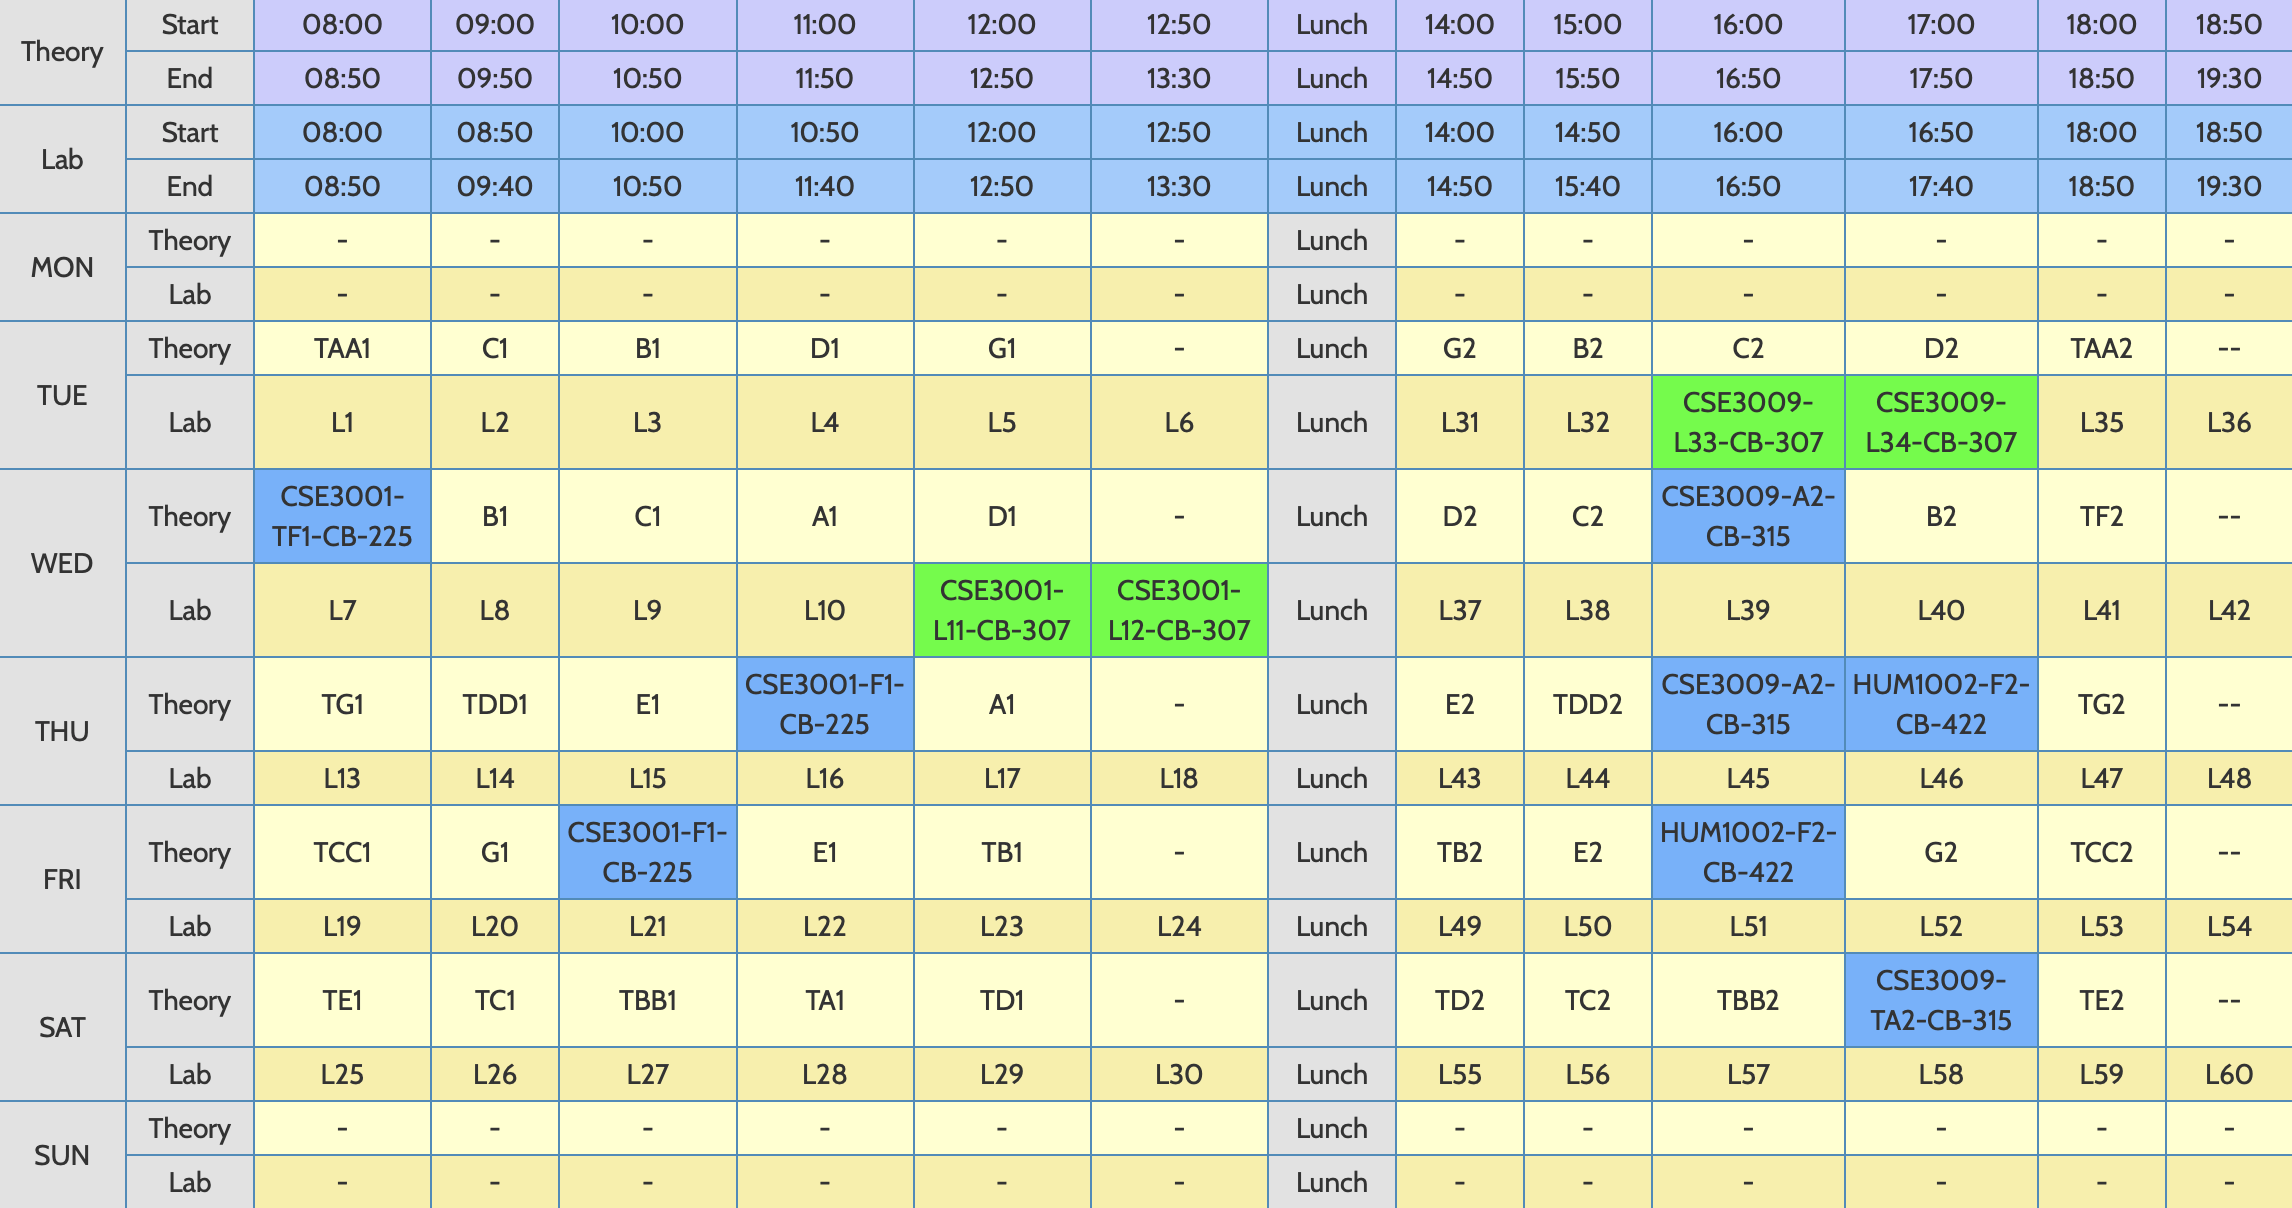 Theory Start 08:00 09:00 10:00 11:00 12:00 12:50 Lunch 14:00 15:00 16:00 17:00 18:00 18:50
End 08:50 09:50 10:50 11:50 12:50 13:30 Lunch 14:50 15:50 16:50 17:50 18:50 19:30
Lab Start 08:00 08:50 10:00 10:50 12:00 12:50 Lunch 14:00 14:50 16:00 16:50 18:00 18:50
End 08:50 09:40 10:50 11:40 12:50 13:30 Lunch 14:50 15:40 16:50 17:40 18:50 19:30
MON Theory - - - - - - Lunch - - - - - -
Lab - - - - - - Lunch - - - - - -
TUE Theory TAA1 C1 B1 D1 G1 - Lunch G2 B2 C2 D2 TAA2 --
Lab L1 L2 L3 L4 L5 L6 Lunch L31 L32 CSE3009-L33-CB-307 CSE3009-L34-CB-307 L35 L36
WED Theory CSE3001-TF1-CB-225 B1 C1 A1 D1 - Lunch D2 C2 CSE3009-A2-CB-315 B2 TF2 --
Lab L7 L8 L9 L10 CSE3001-L11-CB-307 CSE3001-L12-CB-307 Lunch L37 L38 L39 L40 L41 L42
THU Theory TG1 TDD1 E1 CSE3001-F1-CB-225 A1 - Lunch E2 TDD2 CSE3009-A2-CB-315 HUM1002-F2-CB-422 TG2 --
Lab L13 L14 L15 L16 L17 L18 Lunch L43 L44 L45 L46 L47 L48
FRI Theory TCC1 G1 CSE3001-F1-CB-225 E1 TB1 - Lunch TB2 E2 HUM1002-F2-CB-422 G2 TCC2 --
Lab L19 L20 L21 L22 L23 L24 Lunch L49 L50 L51 L52 L53 L54
SAT Theory TE1 TC1 TBB1 TA1 TD1 - Lunch TD2 TC2 TBB2 CSE3009-TA2-CB-315 TE2 --
Lab L25 L26 L27 L28 L29 L30 Lunch L55 L56 L57 L58 L59 L60
SUN Theory - - - - - - Lunch - - - - - -
Lab - - - - - - Lunch - - - - - -